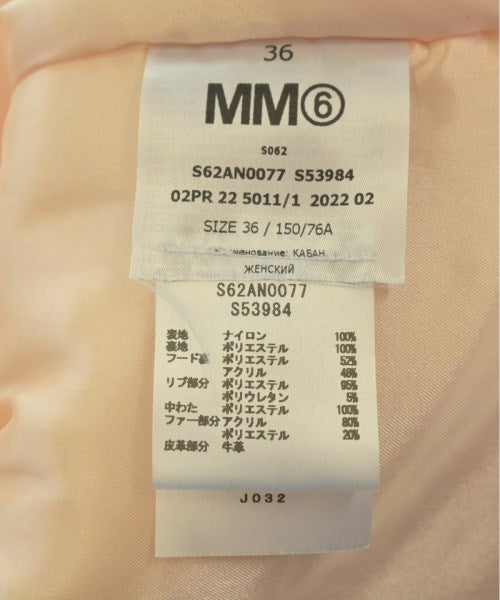 36
MM⑥
S062
S62AN0077 S53984
02PR 22 5011/1 2022 02
SIZE 36 / 150/76A
менование: КАБАН
ЖЕНСКИЙ
S62AN0077
S53984
表地 ナイロン 100%
裏地 ポリエステル 100%
フード裏 ポリエステル 52%
アクリル 48%
リブ部分 ポリエステル 95%
ポリウレタン 5%
中わた ポリエステル 100%
ファー部分 アクリル 80%
ポリエステル 20%
皮革部分 牛革
J032